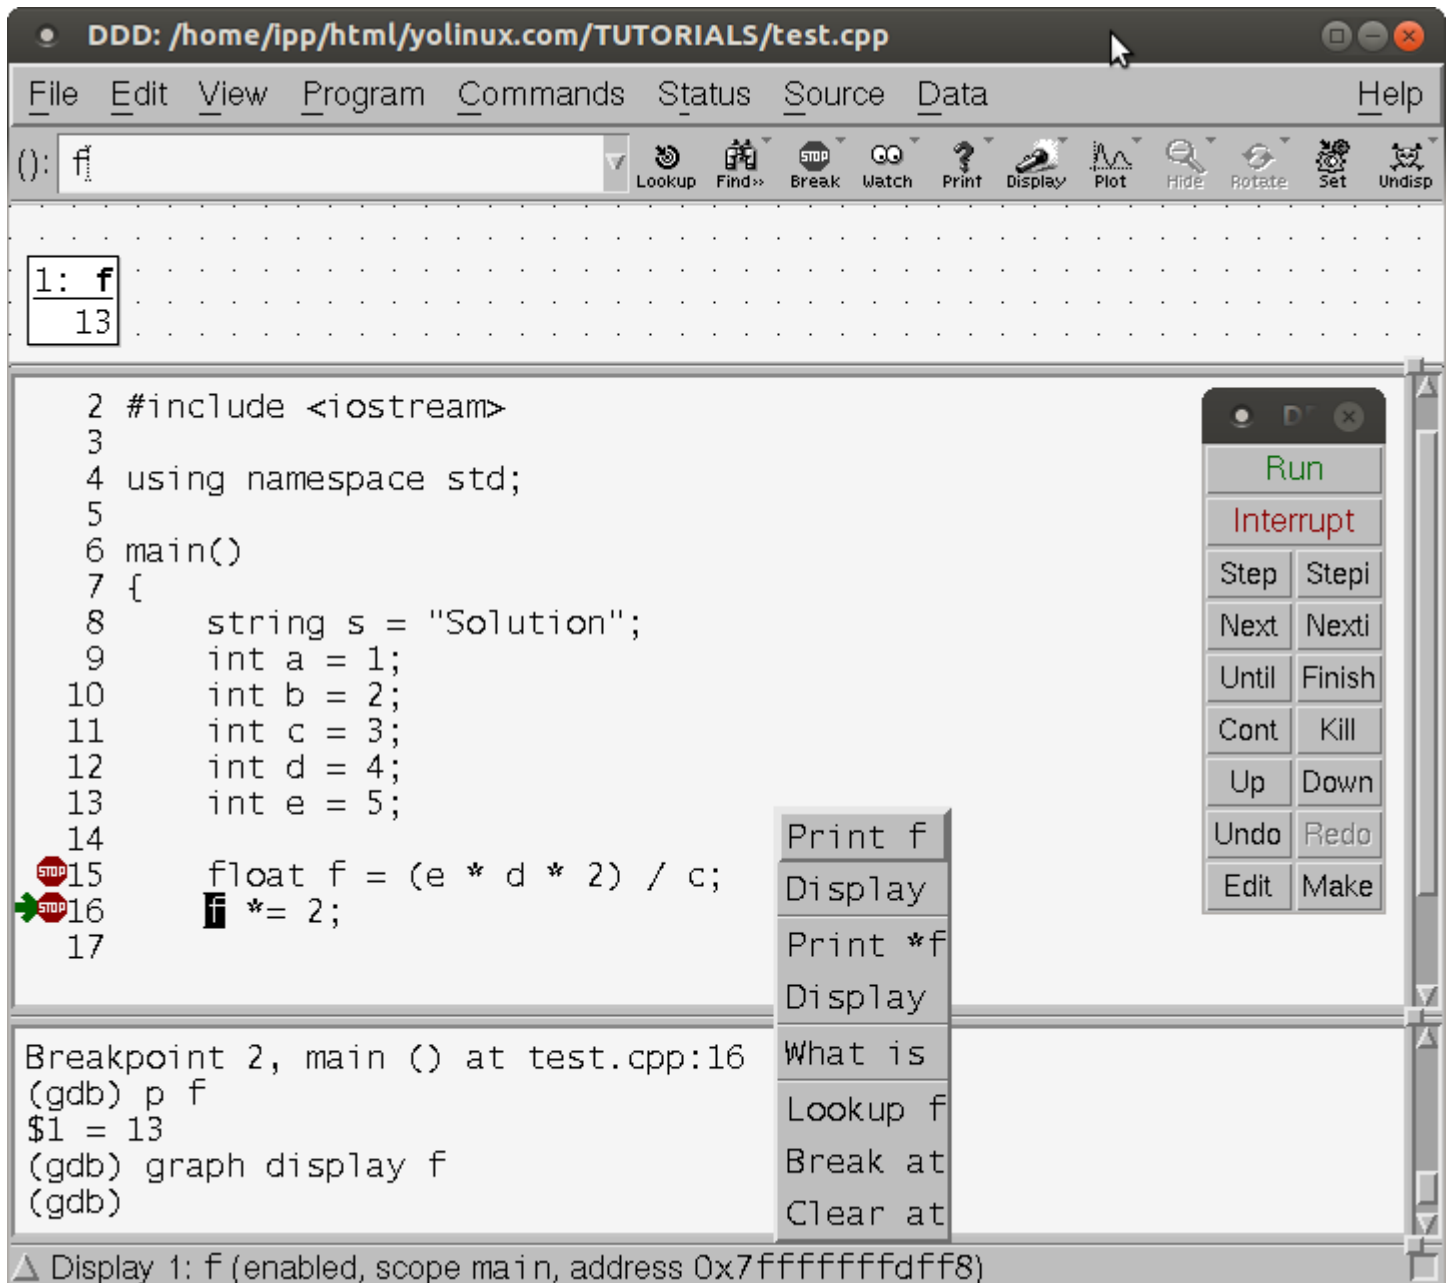 DDD: /home/ipp/html/yolinux.com/TUTORIALS/test.cpp
File Edit View Program Commands Status Source Data Help
(): f
Lookup Find» Break Watch Print Display Plot Hide Rotate Set Undisp
1: f
13
2 #include <iostream>
3
4 using namespace std;
5
6 main()
7 {
8 string s = "Solution";
9 int a = 1;
10 int b = 2;
11 int c = 3;
12 int d = 4;
13 int e = 5;
14
STOP 15 float f = (e * d * 2) / c;
STOP 16 f *= 2;
17
D
Run
Interrupt
Step Stepi
Next Nexti
Until Finish
Cont Kill
Up Down
Undo Redo
Edit Make
Print f
Display
Print *f
Display
What is
Lookup f
Break at
Clear at
Breakpoint 2, main () at test.cpp:16
(gdb) p f
$1 = 13
(gdb) graph display f
(gdb)
Display 1: f (enabled, scope main, address 0x7fffffffdff8)